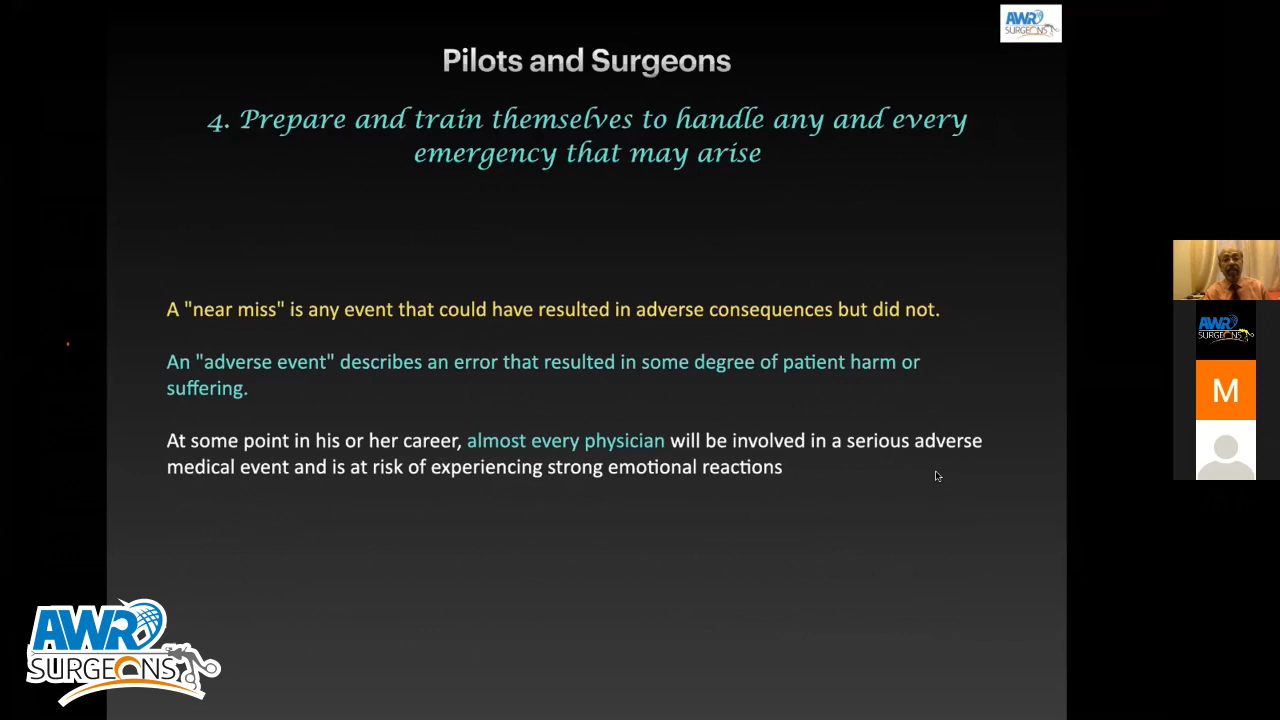 AWR
SURGEONS
Pilots and Surgeons
4. Prepare and train themselves to handle any and every
emergency that may arise
A "near miss" is any event that could have resulted in adverse consequences but did not.
An "adverse event" describes an error that resulted in some degree of patient harm or
suffering.
At some point in his or her career, almost every physician will be involved in a serious adverse
medical event and is at risk of experiencing strong emotional reactions
AWR
SURGEONS
M
AWR
SURGEONS